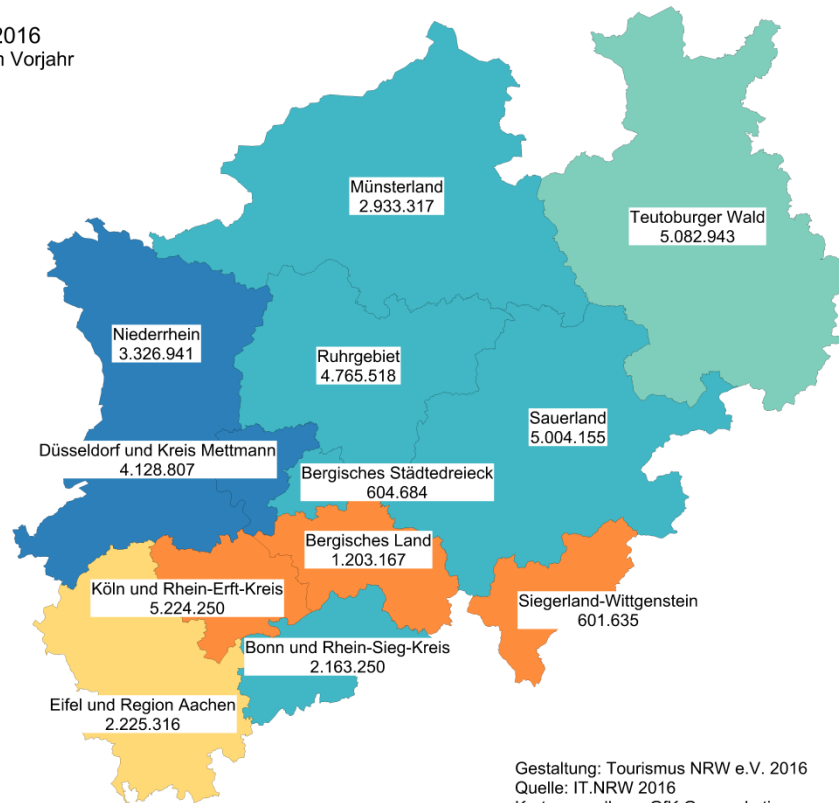 2016
Vorjahr
Münsterland
2.933.317
Teutoburger Wald
5.082.943
Niederrhein
3.326.941
Ruhrgebiet
4.765.518
Sauerland
5.004.155
Düsseldorf und Kreis Mettmann
4.128.807
Bergisches Städtedreieck
604.684
Bergisches Land
1.203.167
Köln und Rhein-Erft-Kreis
5.224.250
Siegerland-Wittgenstein
601.635
Bonn und Rhein-Sieg-Kreis
2.163.250
Eifel und Region Aachen
2.225.316
Gestaltung: Tourismus NRW e.V. 2016
Quelle: IT.NRW 2016